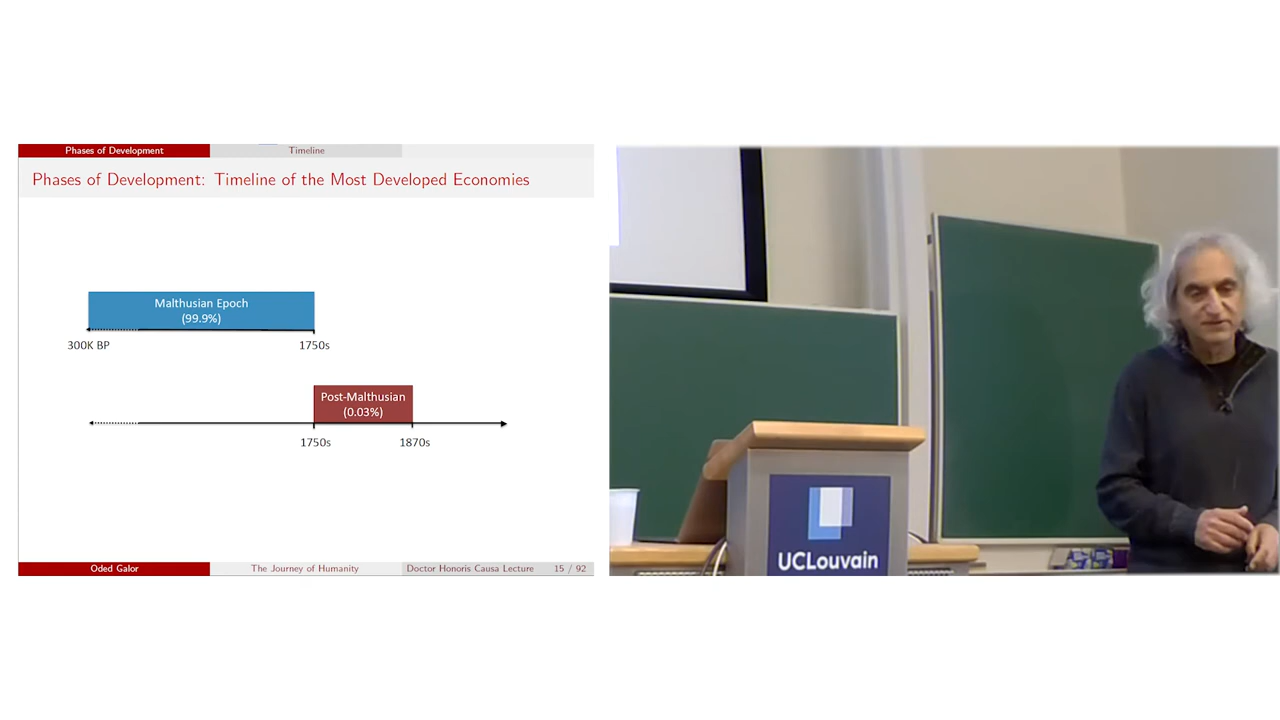 Phases of Development
Timeline
Phases of Development: Timeline of the Most Developed Economies
Malthusian Epoch
(99.9%)
300K BP
1750s
Post-Malthusian
(0.03%)
1750s
1870s
Oded Galor
The Journey of Humanity
Doctor Honoris Causa Lecture
15 / 92
UCLouvain